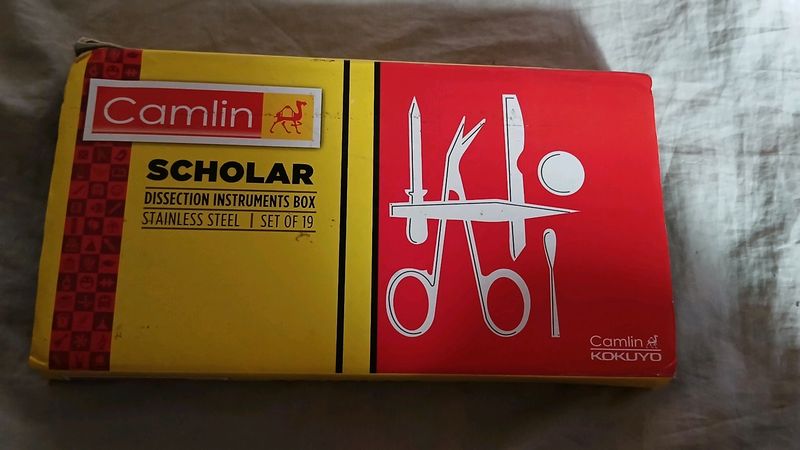 Camlin
SCHOLAR
DISSECTION INSTRUMENTS BOX
STAINLESS STEEL | SET OF 19
Camlin
KOKUYO